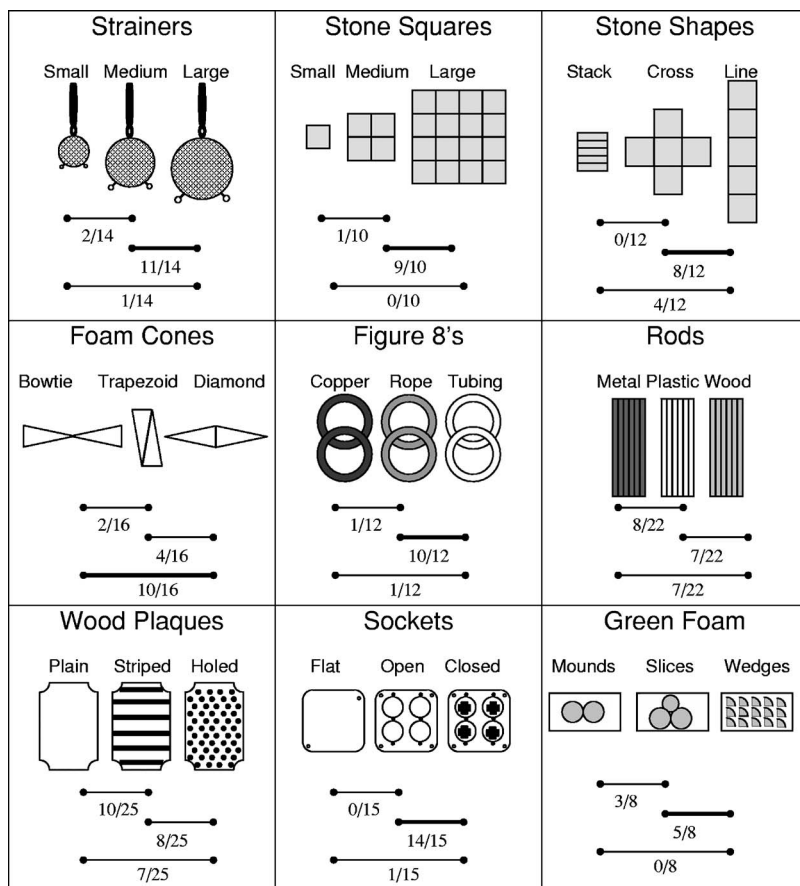 Strainers
Small Medium Large
2/14
11/14
1/14
Stone Squares
Small Medium Large
1/10
9/10
0/10
Stone Shapes
Stack Cross Line
0/12
8/12
4/12
Foam Cones
Bowtie Trapezoid Diamond
2/16
4/16
10/16
Figure 8's
Copper Rope Tubing
1/12
10/12
1/12
Rods
Metal Plastic Wood
8/22
7/22
7/22
Wood Plaques
Plain Striped Holed
10/25
8/25
7/25
Sockets
Flat Open Closed
0/15
14/15
1/15
Green Foam
Mounds Slices Wedges
3/8
5/8
0/8